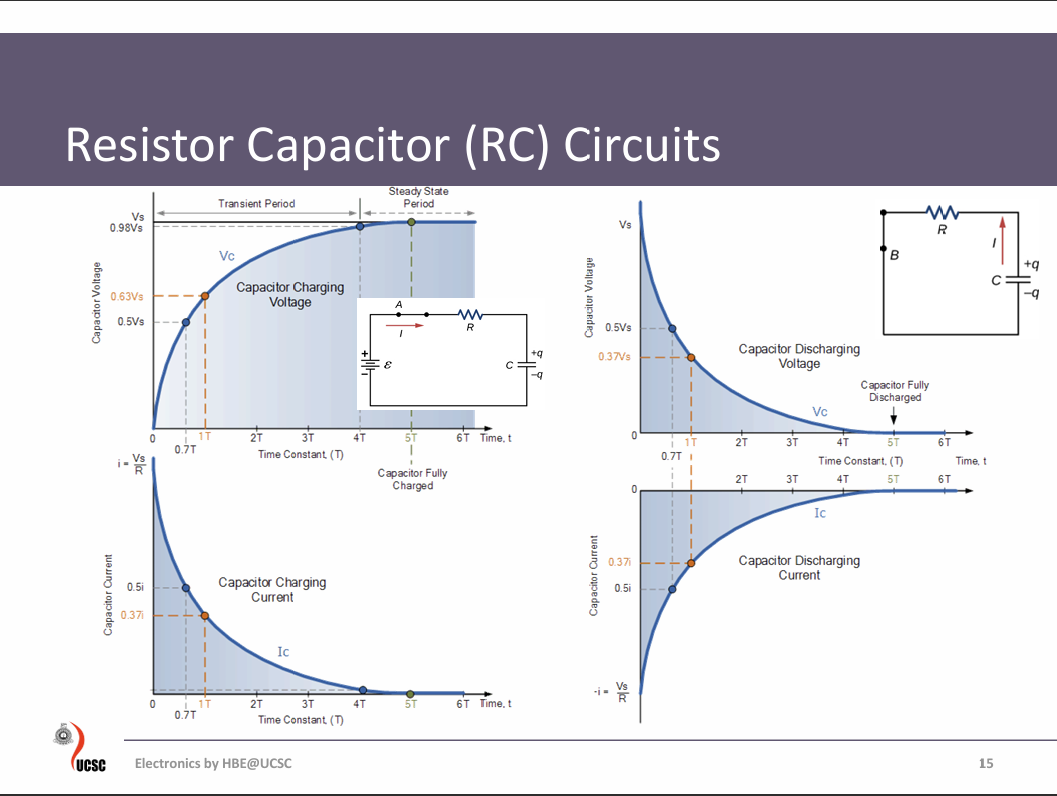 Resistor Capacitor (RC) Circuits
Transient Period
Steady State
Period
Vs
0.98Vs
0.63Vs
0.5Vs
Capacitor Voltage
Vc
Capacitor Charging
Voltage
A
I
R
ε
C
+q
–q
+
–
0
0.7T
1T
2T
3T
4T
5T
6T
Time, t
Time Constant, (T)
Capacitor Fully
Charged
i = Vs
R
0.5i
0.37i
Capacitor Current
Capacitor Charging
Current
Ic
0
0.7T
1T
2T
3T
4T
5T
6T
Time, t
Time Constant, (T)
Vs
0.5Vs
0.37Vs
Capacitor Voltage
Capacitor Discharging
Voltage
Vc
Capacitor Fully
Discharged
R
B
I
C
+q
–q
0
0.7T
1T
2T
3T
4T
5T
6T
Time Constant, (T)
Time, t
0
2T
3T
4T
5T
6T
Ic
0.37i
0.5i
Capacitor Current
Capacitor Discharging
Current
-i = Vs
R
UCSC
Electronics by HBE@UCSC
15